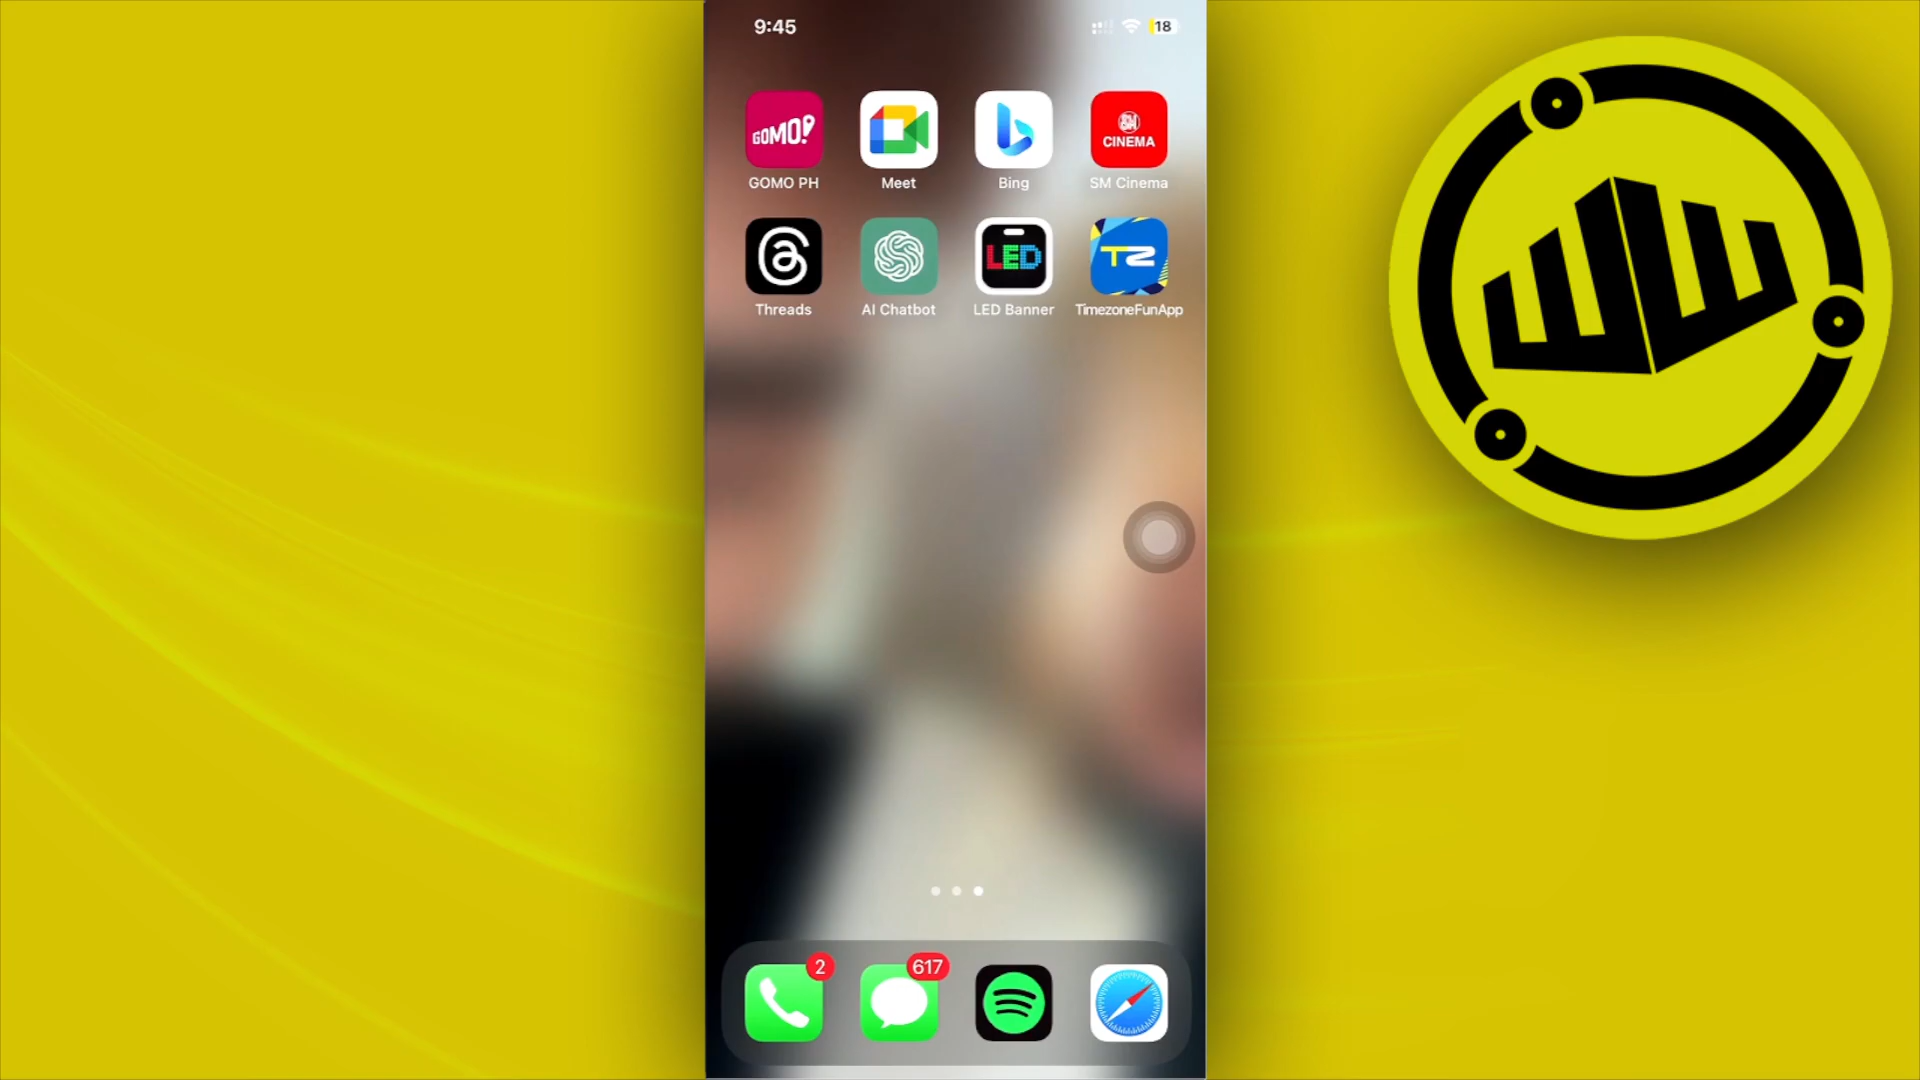 9:45
18
GOMO!
SM
CINEMA
GOMO PH
Meet
Bing
SM Cinema
LED
TZ
Threads
AI Chatbot
LED Banner
TimezoneFunApp
2
617